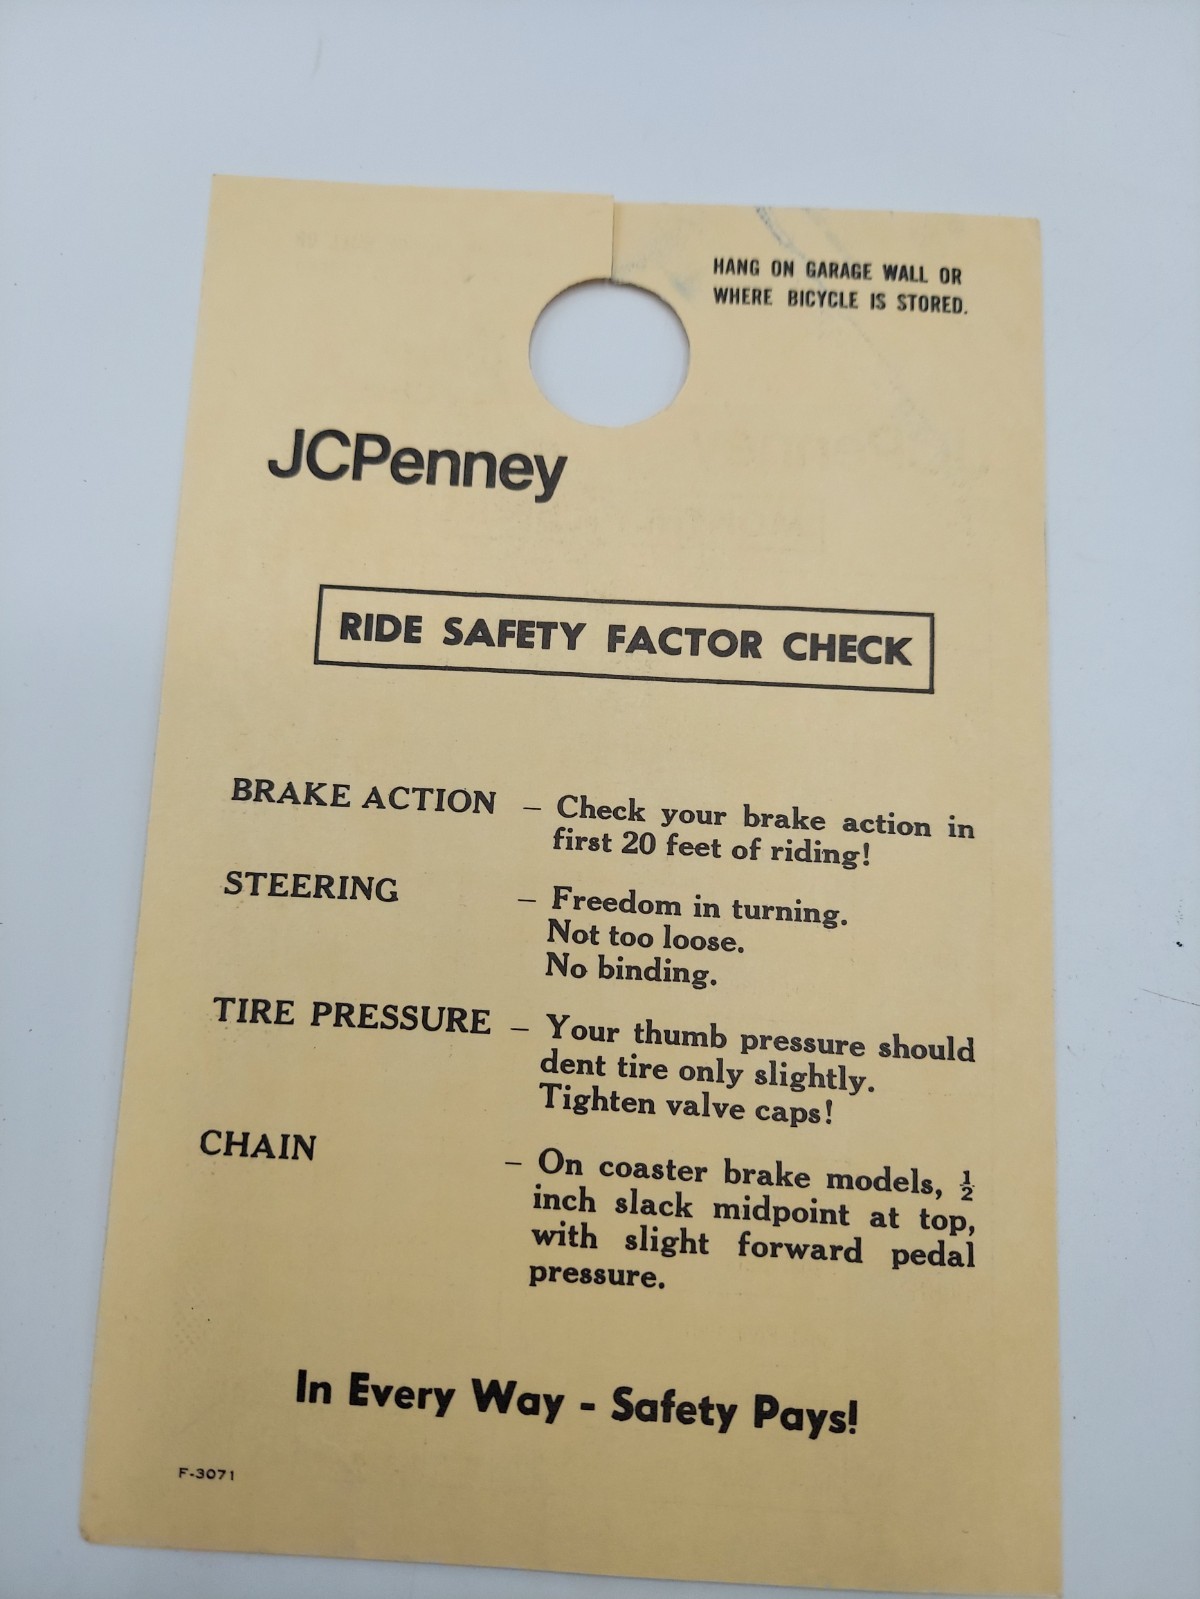 HANG ON GARAGE WALL OR
WHERE BICYCLE IS STORED.
JCPenney
RIDE SAFETY FACTOR CHECK
BRAKE ACTION – Check your brake action in
first 20 feet of riding!
STEERING – Freedom in turning.
Not too loose.
No binding.
TIRE PRESSURE – Your thumb pressure should
dent tire only slightly.
Tighten valve caps!
CHAIN – On coaster brake models, ½
inch slack midpoint at top,
with slight forward pedal
pressure.
In Every Way - Safety Pays!
F-3071